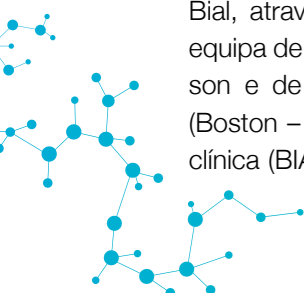 Bial, atrav
equipa de
son e de
(Boston –
clínica (BIA